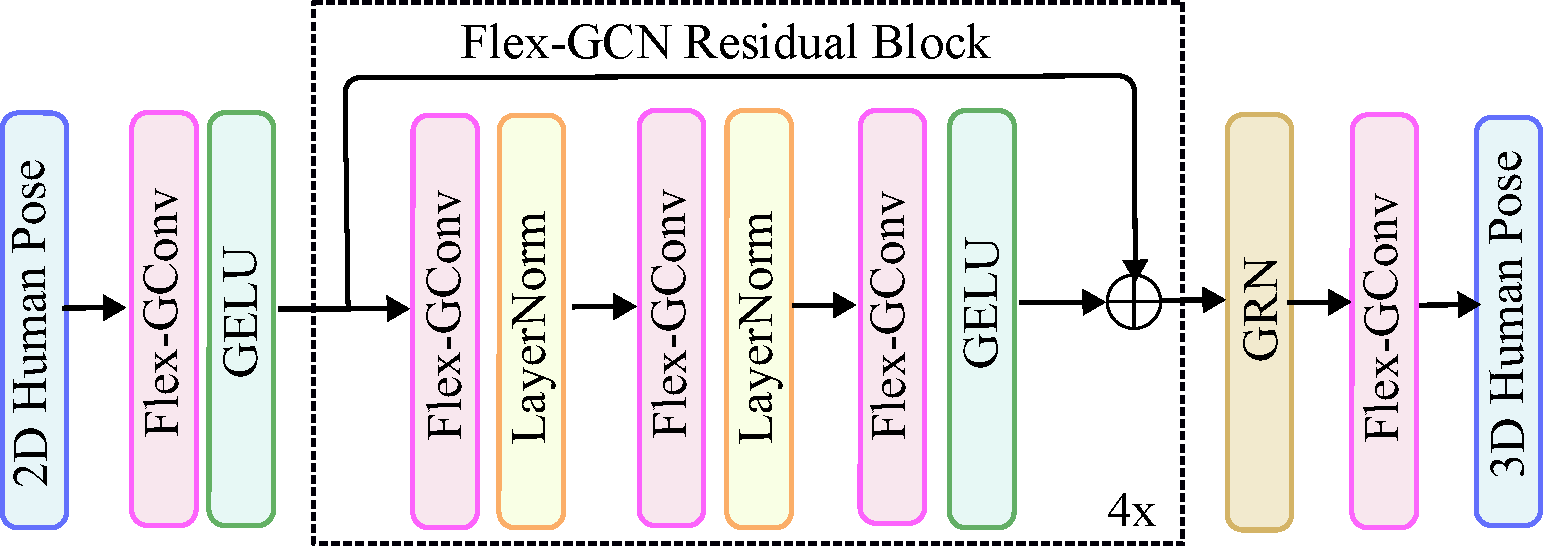 Flex-GCN Residual Block
2D Human Pose
Flex-GConv
GELU
Flex-GConv
LayerNorm
Flex-GConv
LayerNorm
Flex-GConv
GELU
4x
GRN
Flex-GConv
3D Human Pose